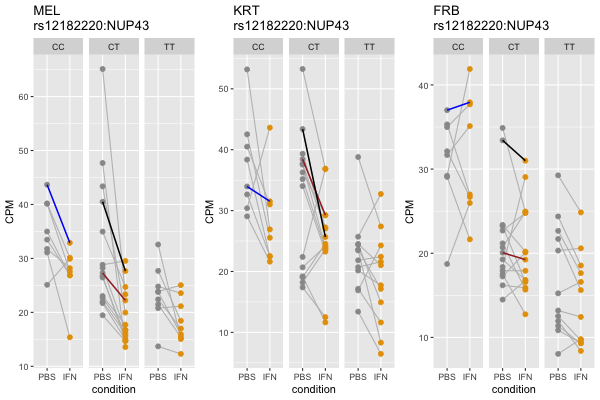 MEL
rs12182220:NUP43
CC CT TT
CPM
60
50
40
30
20
10
PBS IFN PBS IFN PBS IFN
condition
KRT
rs12182220:NUP43
CC CT TT
CPM
50
40
30
20
10
PBS IFN PBS IFN PBS IFN
condition
FRB
rs12182220:NUP43
CC CT TT
CPM
40
30
20
10
PBS IFN PBS IFN PBS IFN
condition